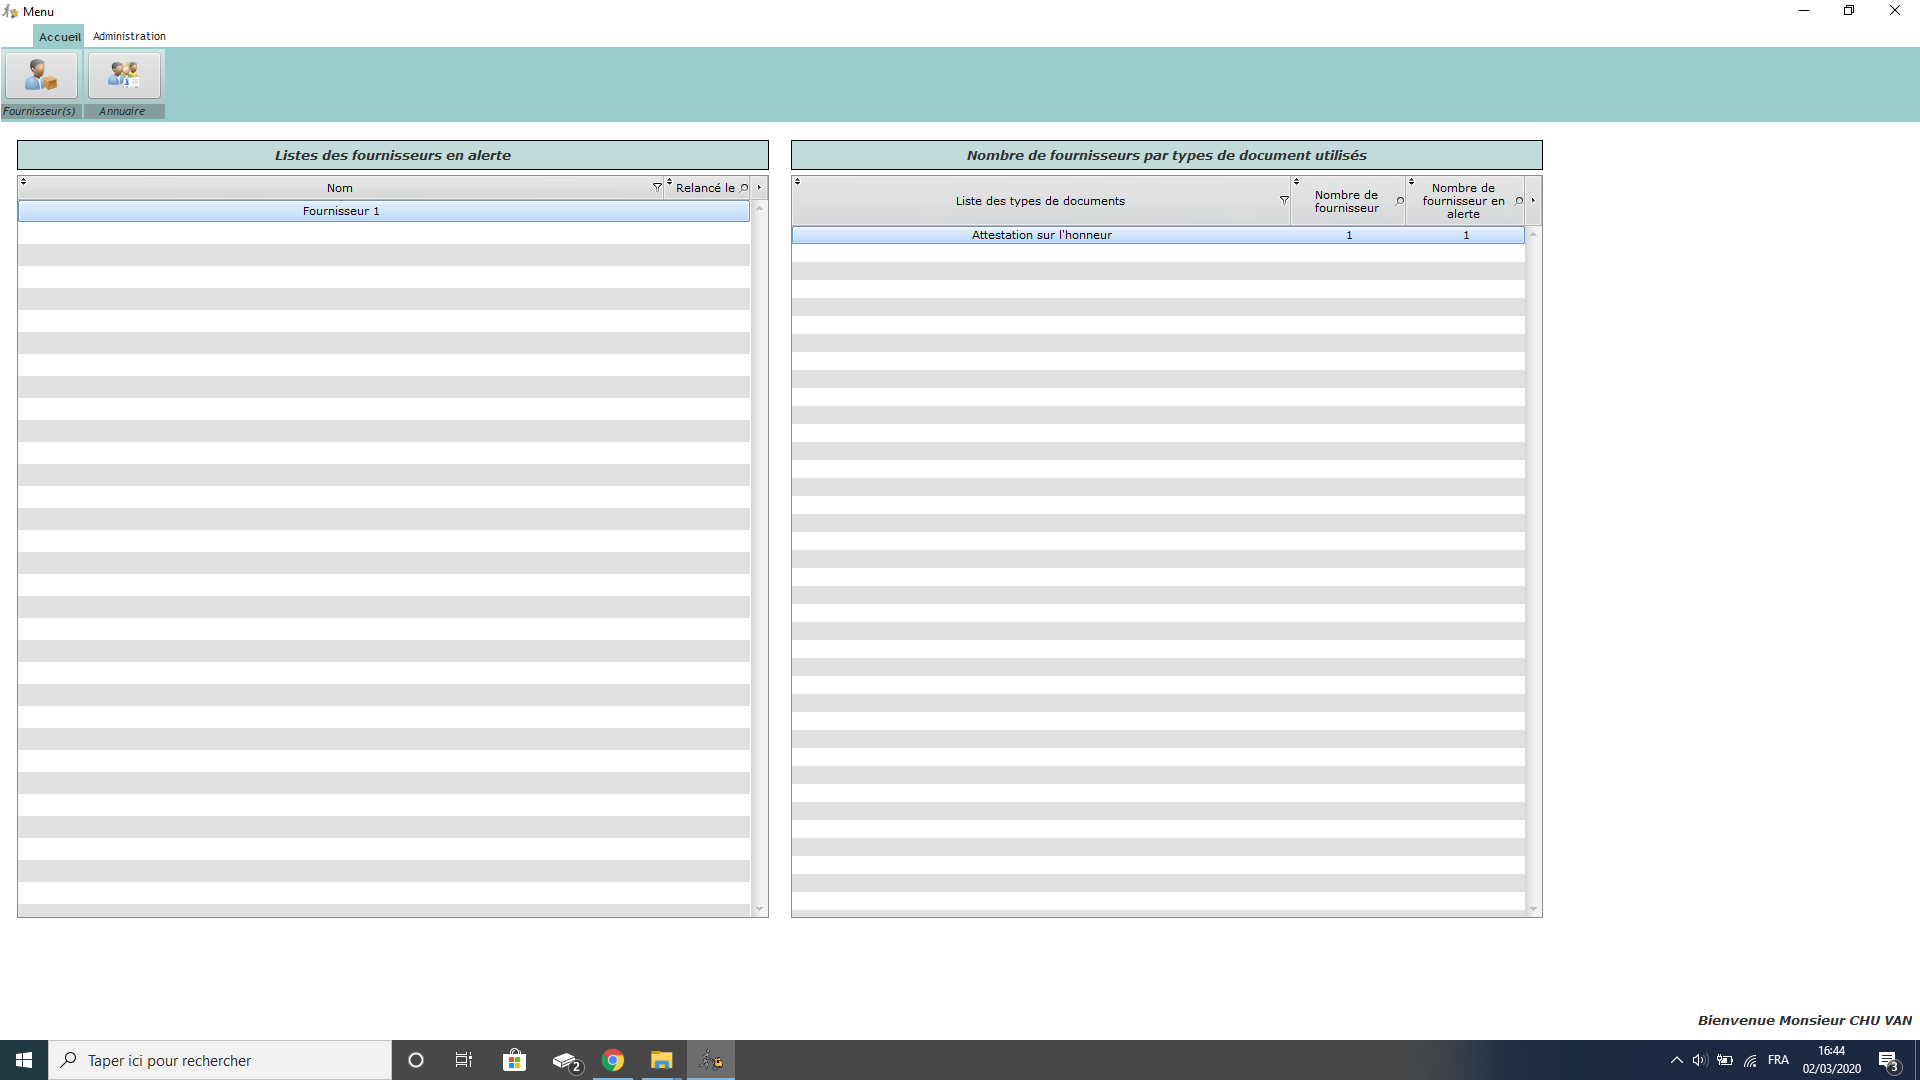 Menu
Accueil Administration
Fournisseur(s) Annuaire
Listes des fournisseurs en alerte
Nom Relancé le
Fournisseur 1
Nombre de fournisseurs par types de document utilisés
Liste des types de documents
Nombre de
fournisseur
Nombre de
fournisseur en
alerte
Attestation sur l'honneur 1 1
Bienvenue Monsieur CHU VAN
Taper ici pour rechercher
2
FRA
16:44
02/03/2020
3